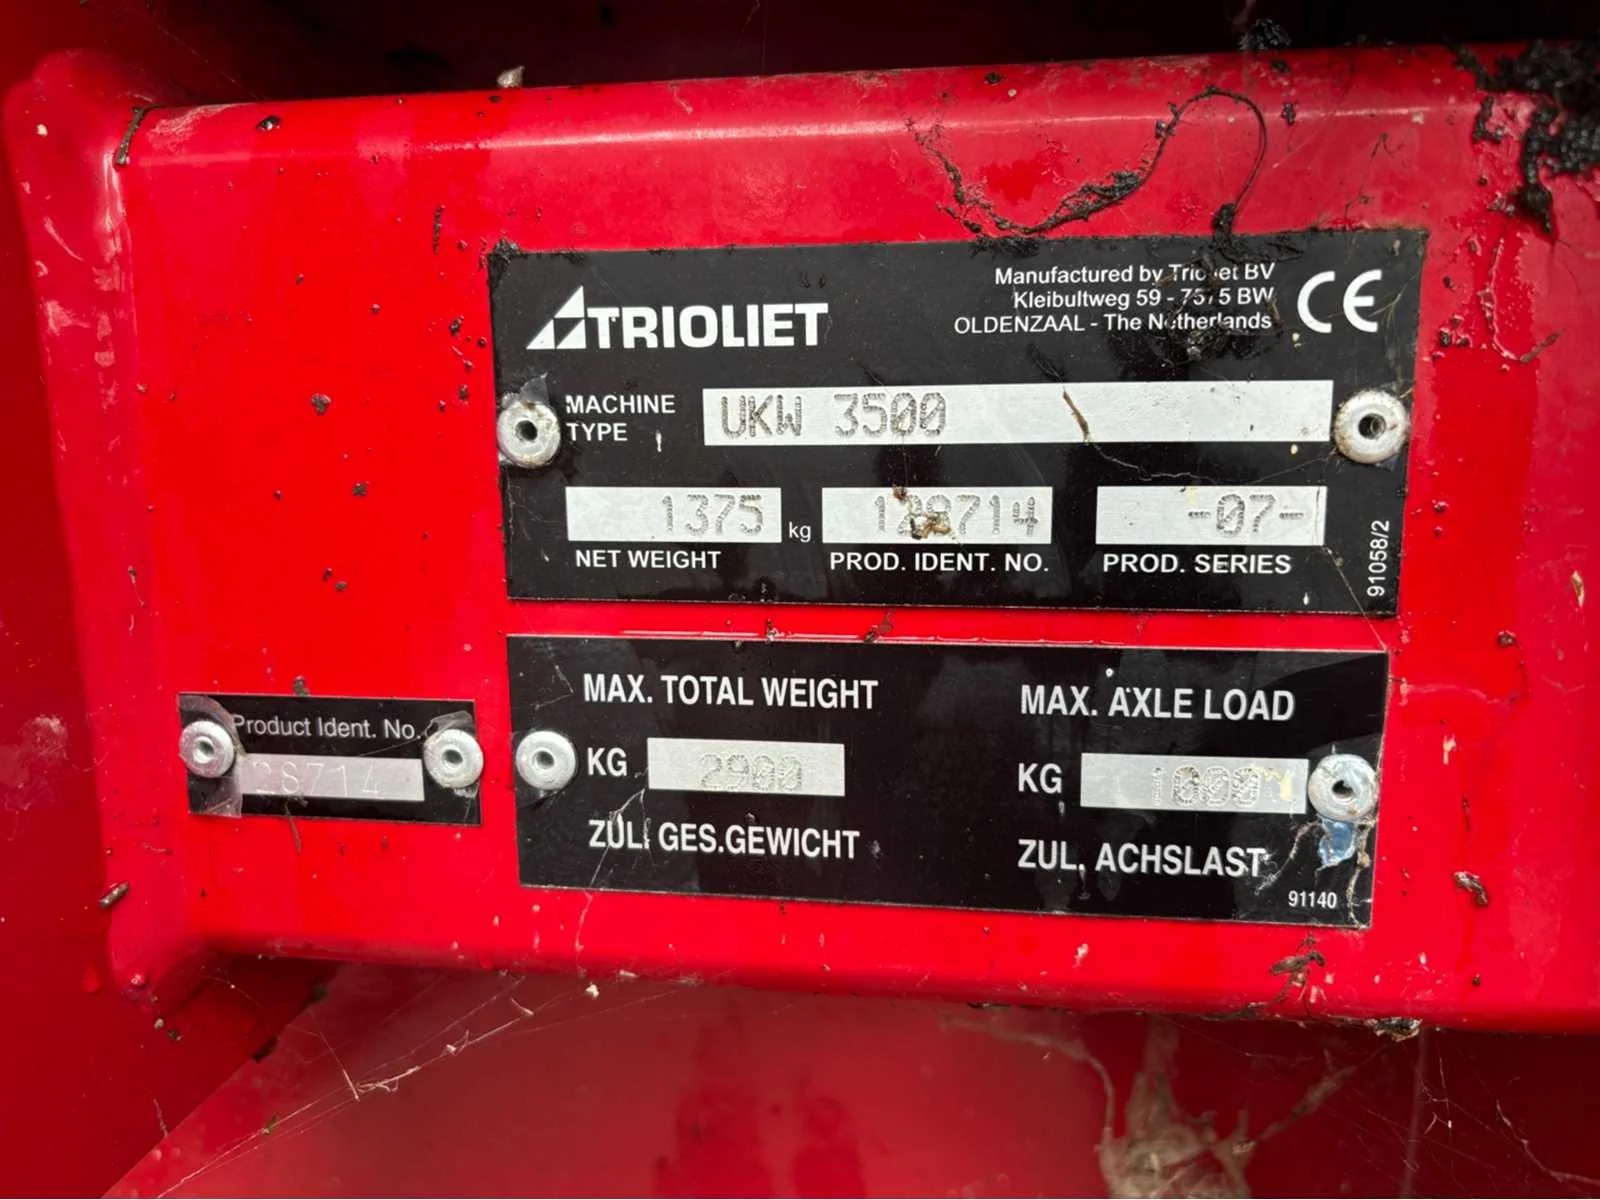 TRIOLIET
Manufactured by Trioliet BV
Kleibultweg 59 - 7575 BW
OLDENZAAL - The Netherlands
CE
MACHINE TYPE
UKW 3500
1375 kg
NET WEIGHT
PROD. IDENT. NO.
-07-
PROD. SERIES
91058/2
Product Ident. No.
28714
MAX. TOTAL WEIGHT
KG 2900
ZUL. GES.GEWICHT
MAX. AXLE LOAD
KG
ZUL. ACHSLAST
91140